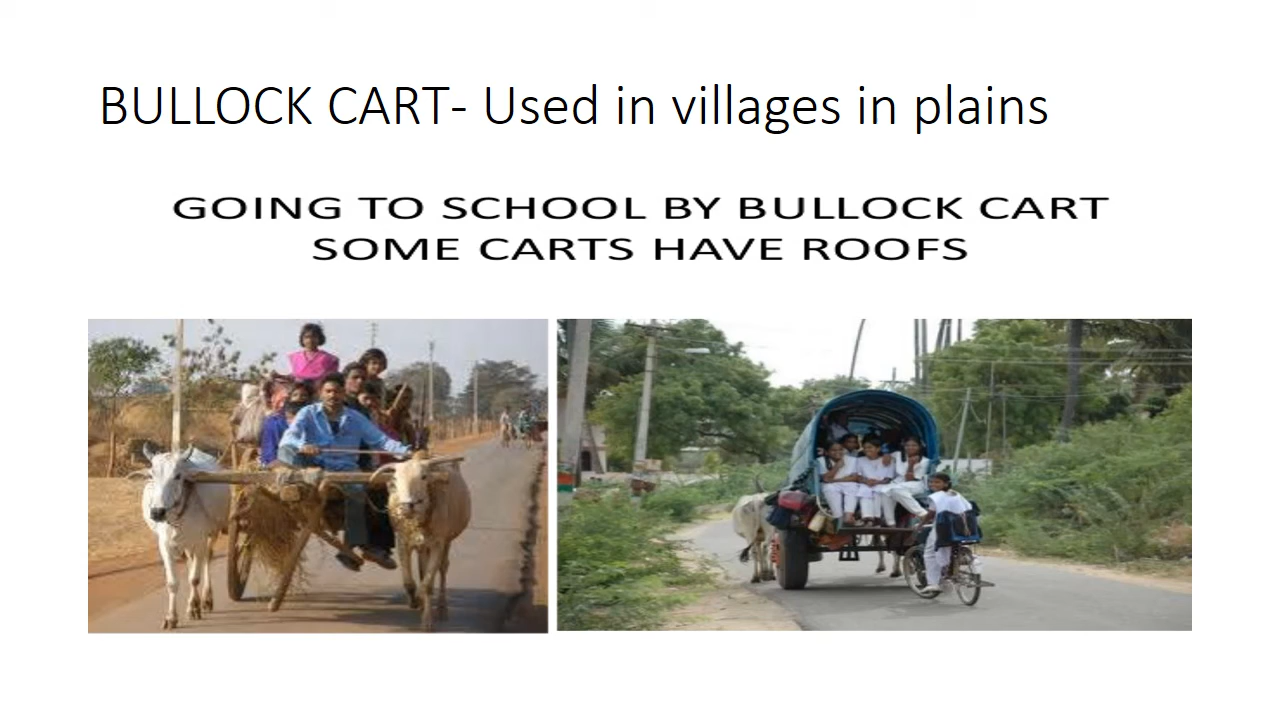 BULLOCK CART- Used in villages in plains
GOING TO SCHOOL BY BULLOCK CART
SOME CARTS HAVE ROOFS